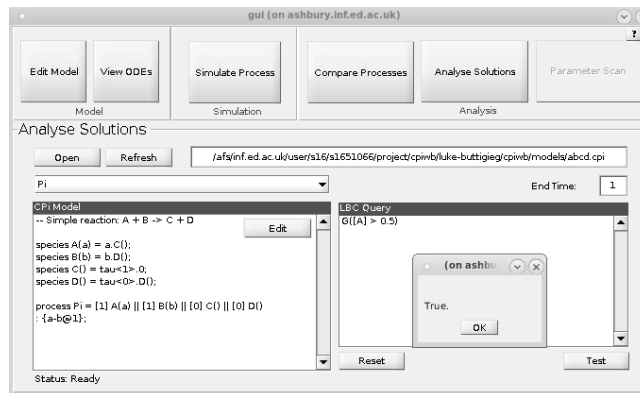 gui (on ashbury.inf.ed.ac.uk)
?
Edit Model
View ODEs
Simulate Process
Compare Processes
Analyse Solutions
Parameter Scan
Model
Simulation
Analysis
Analyse Solutions
Open
Refresh
/afs/inf.ed.ac.uk/user/s16/s1651066/project/cpiwb/luke-buttigieg/cpiwb/models/abcd.cpi
Pi
End Time:
1
CPi Model
-- Simple reaction: A + B -> C + D
Edit
species A(a) = a.C();
species B(b) = b.D();
species C() = tau<1>.0;
species D() = tau<0>.D();
process Pi = [1] A(a) || [1] B(b) || [0] C() || [0] D()
: {a-b@1};
LBC Query
G([A] > 0.5)
(on ashbu
True.
OK
Reset
Test
Status: Ready